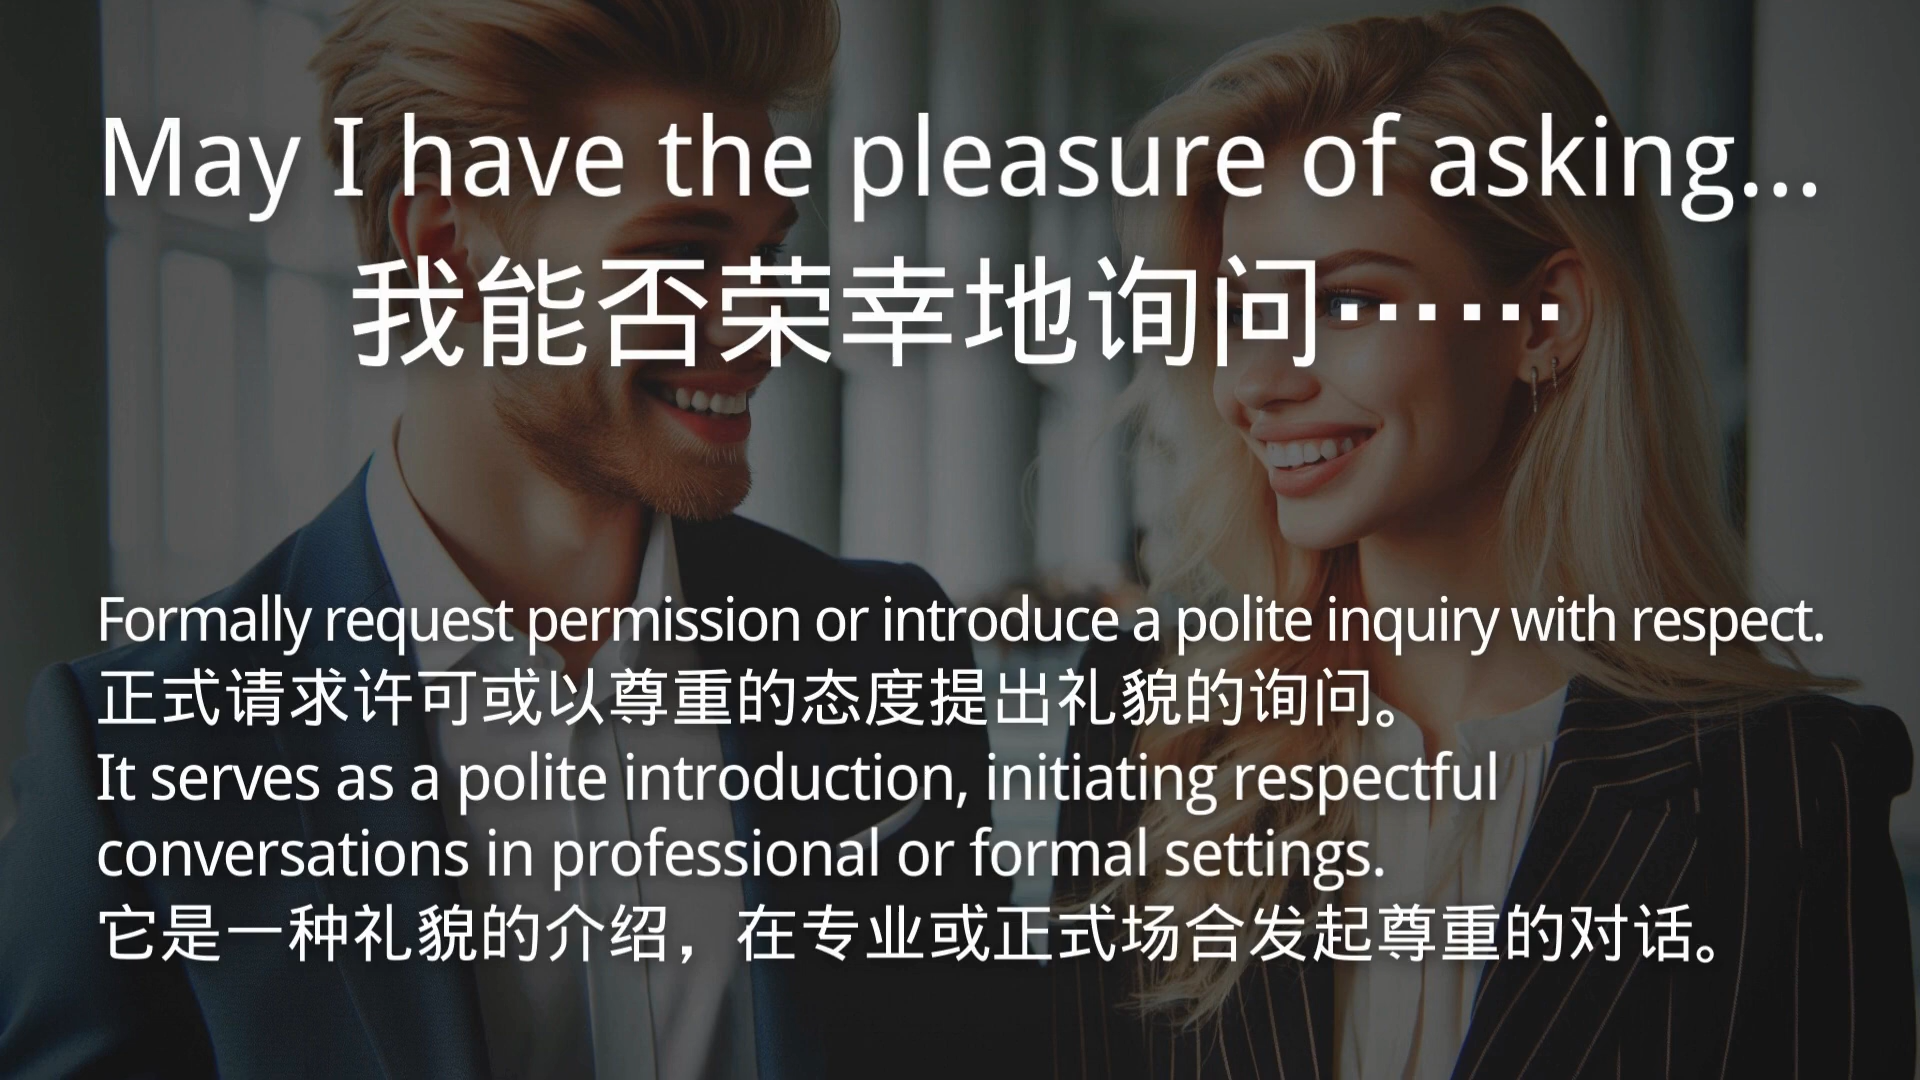 May I have the pleasure of asking...
我能否荣幸地询问……
Formally request permission or introduce a polite inquiry with respect.
正式请求许可或以尊重的态度提出礼貌的询问。
It serves as a polite introduction, initiating respectful
conversations in professional or formal settings.
它是一种礼貌的介绍，在专业或正式场合发起尊重的对话。